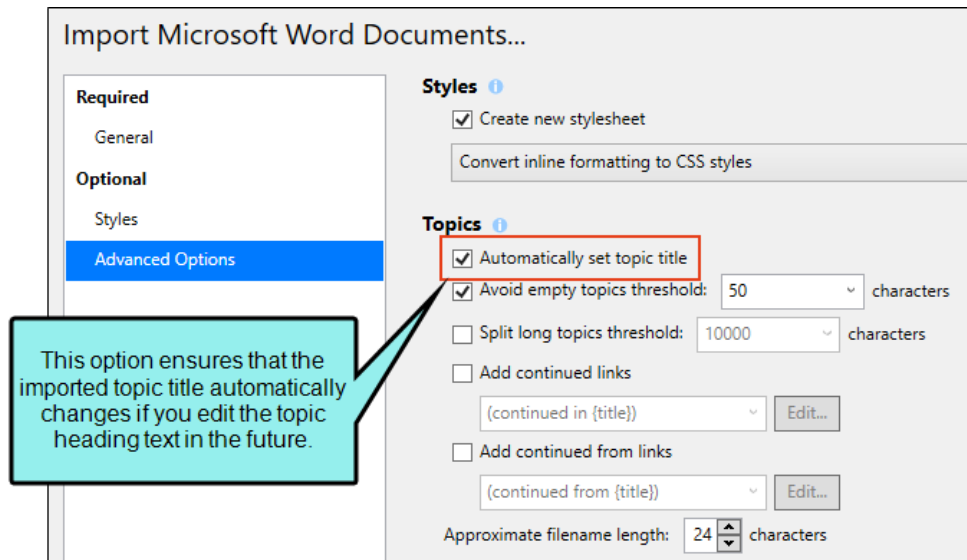 Import Microsoft Word Documents...
Required
General
Optional
Styles
Advanced Options
Styles
Create new stylesheet
Convert inline formatting to CSS styles
Topics
Automatically set topic title
Avoid empty topics threshold: 50 characters
Split long topics threshold: 10000 characters
Add continued links
(continued in {title}) Edit...
Add continued from links
(continued from {title}) Edit...
Approximate filename length: 24 characters
This option ensures that the
imported topic title automatically
changes if you edit the topic
heading text in the future.